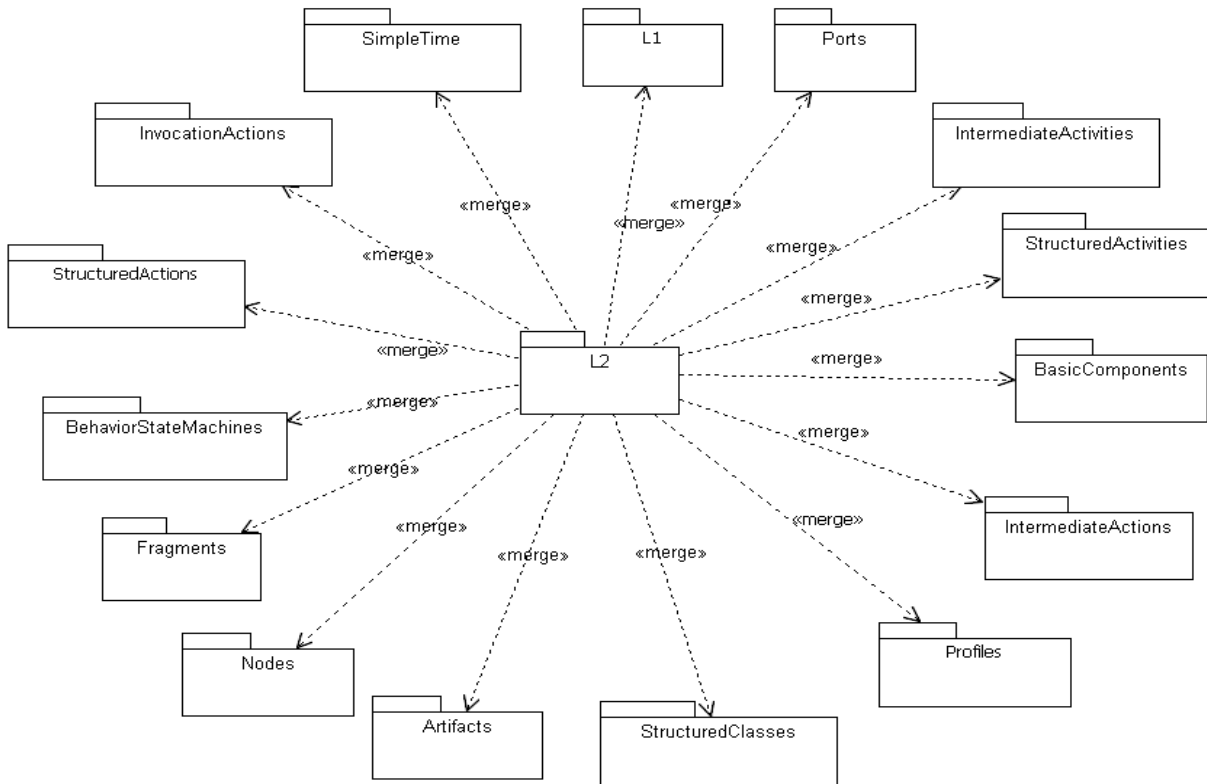 SimpleTime
L1
Ports
InvocationActions
IntermediateActivities
«merge»
«merge»
«merge»
«merge»
«merge»
StructuredActions
StructuredActivities
«merge»
«merge»
L2
«merge»
BasicComponents
«merge»
BehaviorStateMachines
«merge»
«merge»
IntermediateActions
«merge»
«merge»
Fragments
«merge»
«merge»
Nodes
Profiles
Artifacts
StructuredClasses